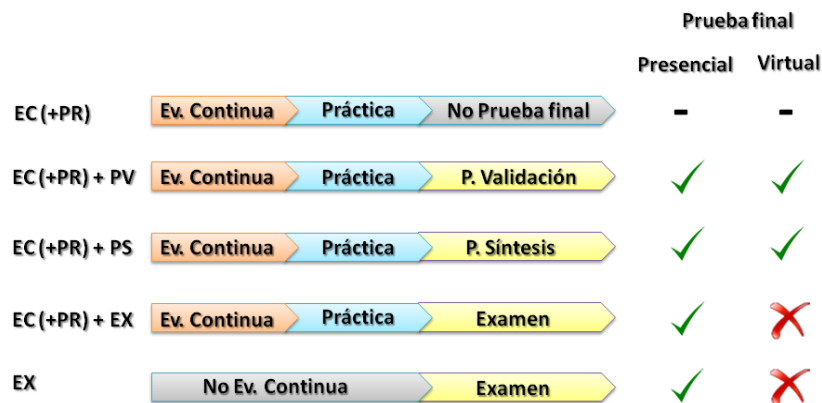 Prueba final
Presencial Virtual
EC (+PR) Ev. Continua Práctica No Prueba final - -
EC (+PR) + PV Ev. Continua Práctica P. Validación
EC (+PR) + PS Ev. Continua Práctica P. Síntesis
EC (+PR) + EX Ev. Continua Práctica Examen
EX No Ev. Continua Examen